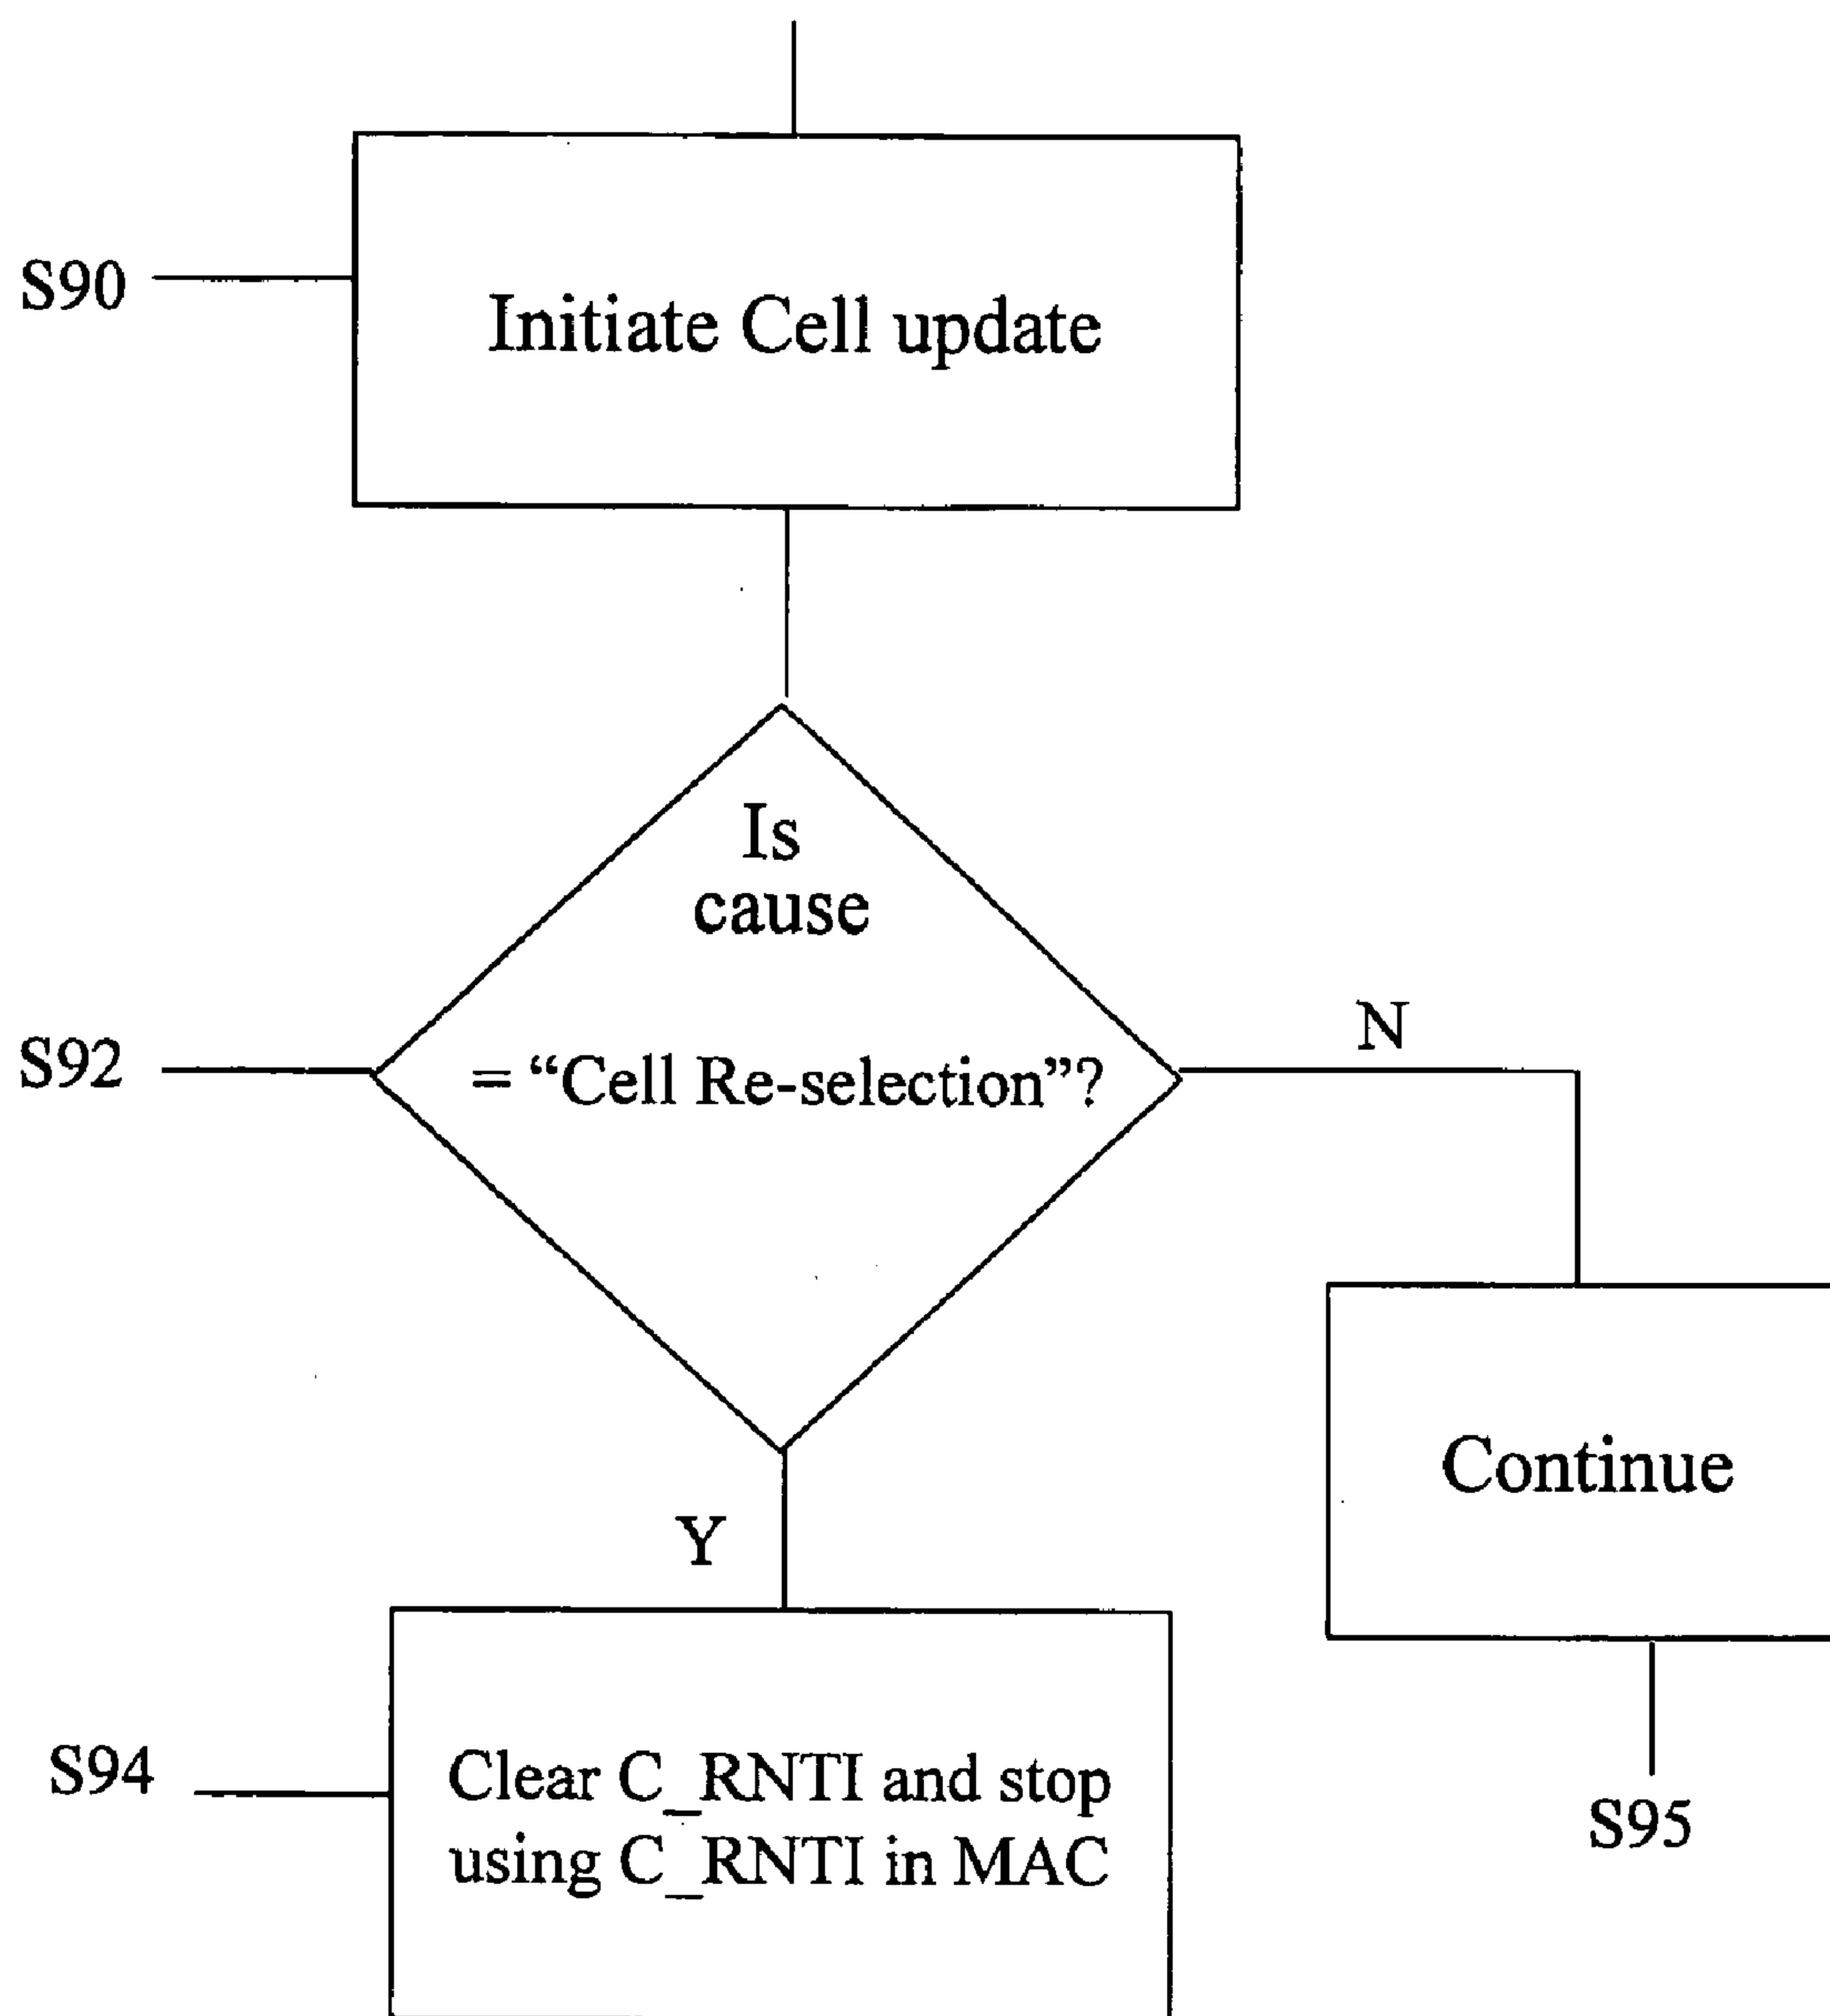 S90
Initiate Cell update
Is
cause
= “Cell Re-selection”?
S92
N
Y
Continue
S94
Clear C_RNTI and stop
using C_RNTI in MAC
S95